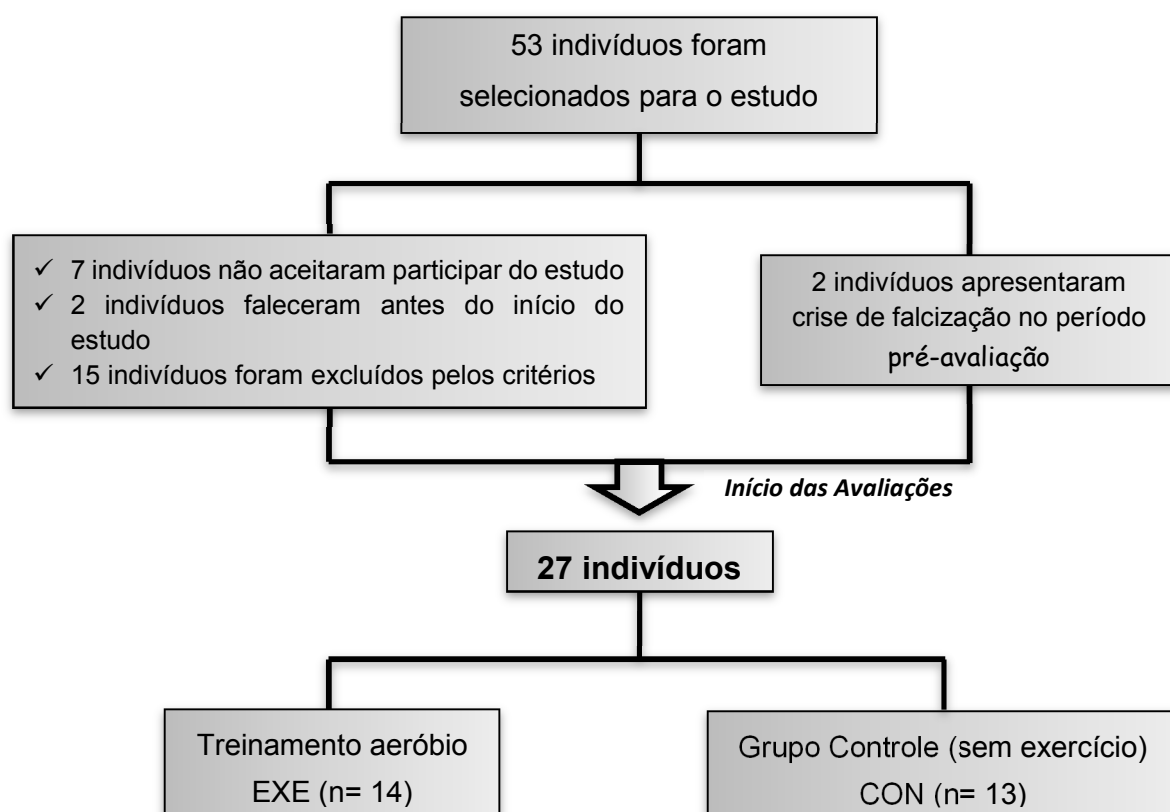 53 indivíduos foram
selecionados para o estudo
✓ 7 indivíduos não aceitaram participar do estudo
✓ 2 indivíduos faleceram antes do início do
estudo
✓ 15 indivíduos foram excluídos pelos critérios
2 indivíduos apresentaram
crise de falcização no período
pré-avaliação
Início das Avaliações
27 indivíduos
Treinamento aeróbio
EXE (n= 14)
Grupo Controle (sem exercício)
CON (n= 13)